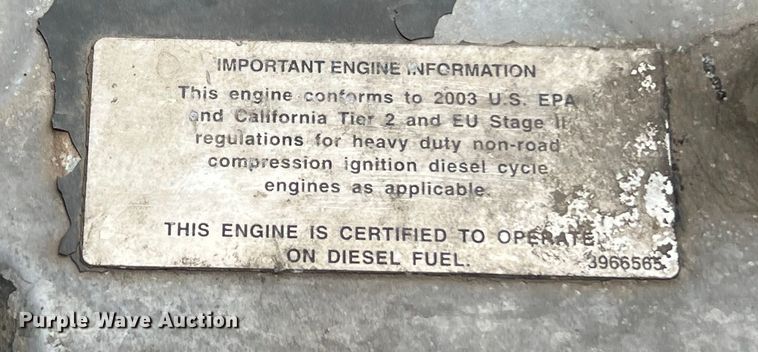 IMPORTANT ENGINE INFORMATION
This engine conforms to 2003 U.S. EPA
and California Tier 2 and EU Stage II
regulations for heavy duty non-road
compression ignition diesel cycle
engines as applicable.
THIS ENGINE IS CERTIFIED TO OPERATE
ON DIESEL FUEL.
3966565
Purple Wave Auction